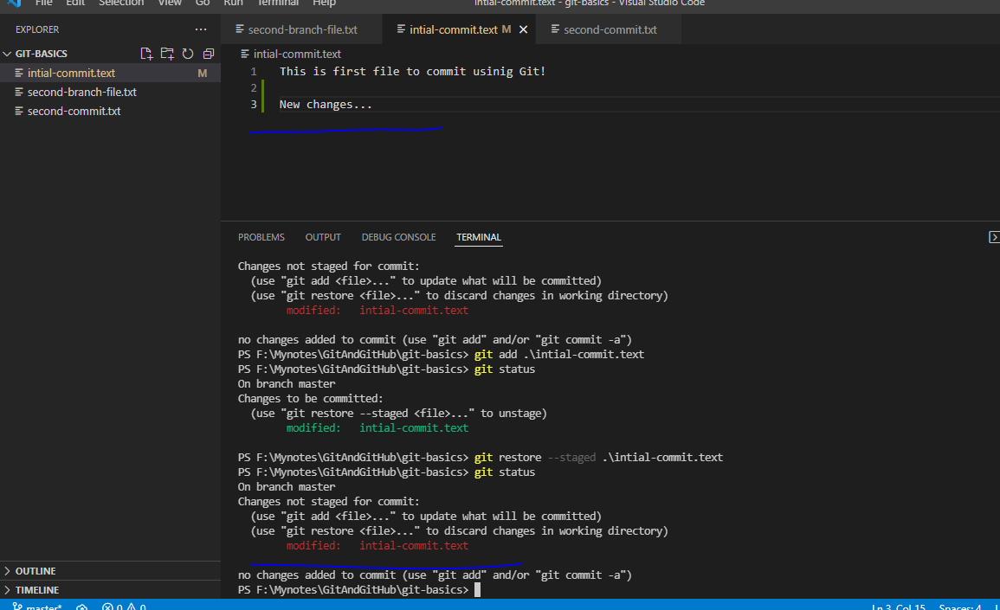 File Edit Selection View Go Run Terminal Help intial-commit.text - git-basics - Visual Studio Code
EXPLORER ...
second-branch-file.txt intial-commit.text M second-commit.txt
GIT-BASICS
intial-commit.text M
second-branch-file.txt
second-commit.txt
intial-commit.text
1 This is first file to commit usinig Git!
2
3 New changes...
PROBLEMS OUTPUT DEBUG CONSOLE TERMINAL
Changes not staged for commit:
(use "git add <file>..." to update what will be committed)
(use "git restore <file>..." to discard changes in working directory)
modified: intial-commit.text
no changes added to commit (use "git add" and/or "git commit -a")
PS F:\Mynotes\GitAndGitHub\git-basics> git add .\intial-commit.text
PS F:\Mynotes\GitAndGitHub\git-basics> git status
On branch master
Changes to be committed:
(use "git restore --staged <file>..." to unstage)
modified: intial-commit.text
PS F:\Mynotes\GitAndGitHub\git-basics> git restore --staged .\intial-commit.text
PS F:\Mynotes\GitAndGitHub\git-basics> git status
On branch master
Changes not staged for commit:
(use "git add <file>..." to update what will be committed)
(use "git restore <file>..." to discard changes in working directory)
modified: intial-commit.text
no changes added to commit (use "git add" and/or "git commit -a")
PS F:\Mynotes\GitAndGitHub\git-basics>
OUTLINE
TIMELINE
master* 0 0 Ln 3, Col 15 Spaces: 4